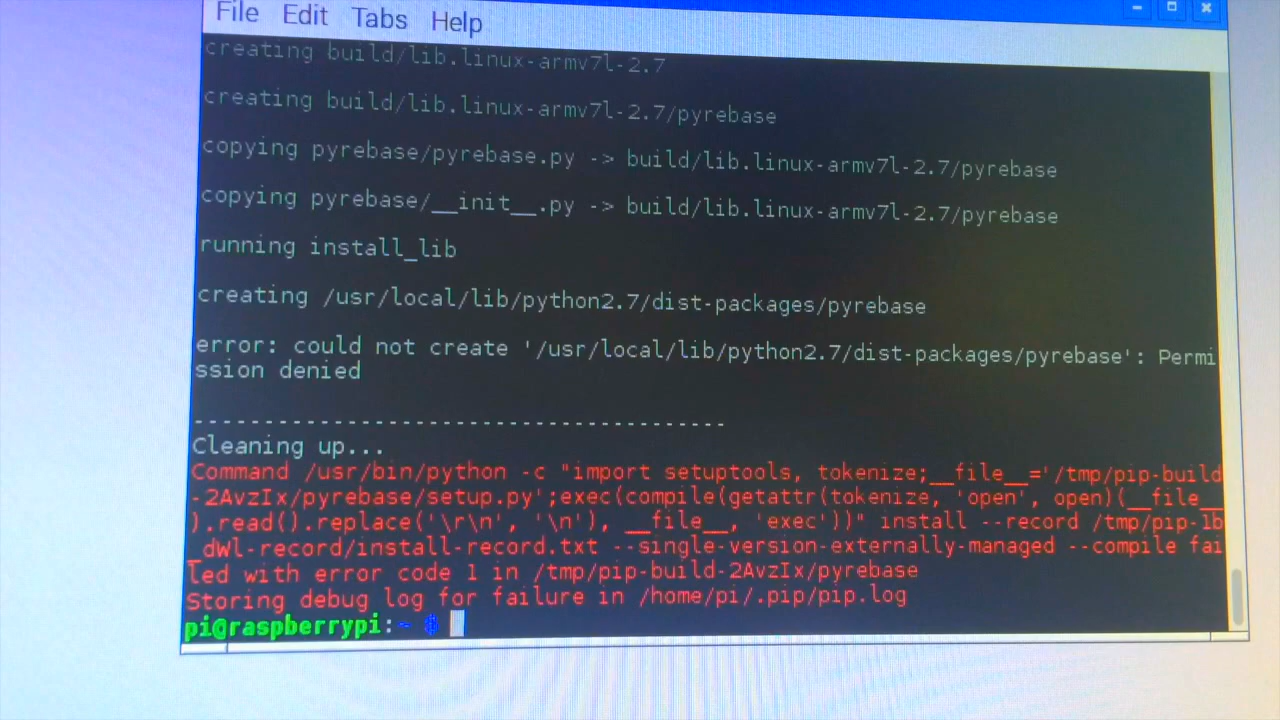 File Edit Tabs Help
creating build/lib.linux-armv7l-2.7
creating build/lib.linux-armv7l-2.7/pyrebase
copying pyrebase/pyrebase.py -> build/lib.linux-armv7l-2.7/pyrebase
copying pyrebase/__init__.py -> build/lib.linux-armv7l-2.7/pyrebase
running install_lib
creating /usr/local/lib/python2.7/dist-packages/pyrebase
error: could not create '/usr/local/lib/python2.7/dist-packages/pyrebase': Permi
ssion denied
----------------------------------------
Cleaning up...
Command /usr/bin/python -c "import setuptools, tokenize;__file__='/tmp/pip-build
-2AvzIx/pyrebase/setup.py';exec(compile(getattr(tokenize, 'open', open)(__file__
).read().replace('\r\n', '\n'), __file__, 'exec'))" install --record /tmp/pip-1b
_dWl-record/install-record.txt --single-version-externally-managed --compile fai
led with error code 1 in /tmp/pip-build-2AvzIx/pyrebase
Storing debug log for failure in /home/pi/.pip/pip.log
pi@raspberrypi:~ $